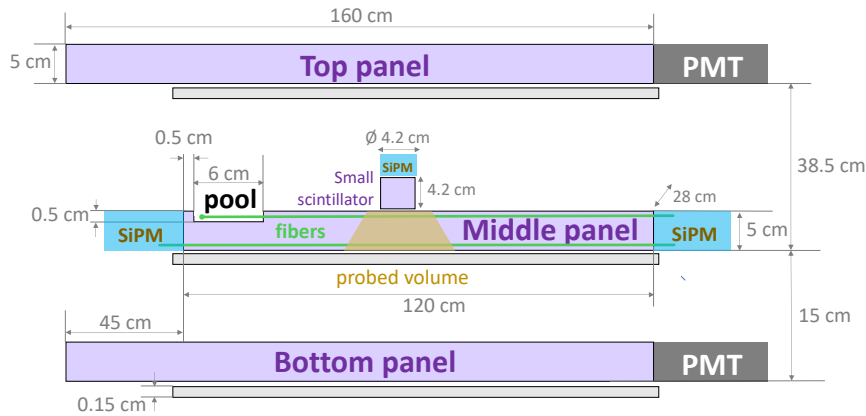 160 cm
5 cm
Top panel
PMT
0.5 cm
Ø 4.2 cm
6 cm
SiPM
38.5 cm
pool
Small
scintillator
4.2 cm
28 cm
0.5 cm
SiPM
fibers
Middle panel
SiPM
5 cm
probed volume
120 cm
15 cm
45 cm
Bottom panel
PMT
0.15 cm